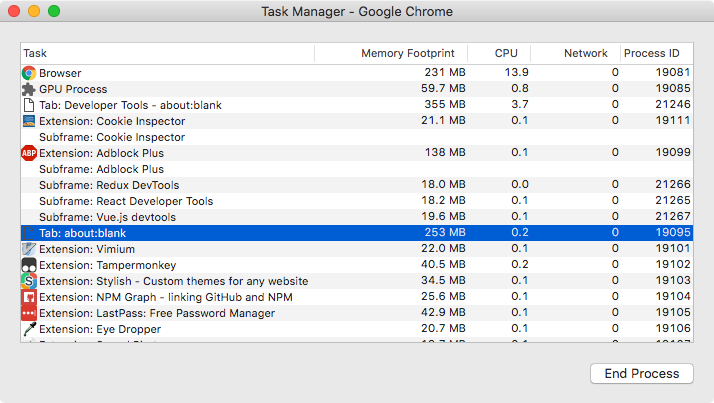 Task Manager - Google Chrome
Task Memory Footprint CPU Network Process ID
Browser 231 MB 13.9 0 19081
GPU Process 59.7 MB 0.8 0 19085
Tab: Developer Tools - about:blank 355 MB 3.7 0 21246
Extension: Cookie Inspector 21.1 MB 0.1 0 19111
Subframe: Cookie Inspector
ABP Extension: Adblock Plus 138 MB 0.1 0 19099
Subframe: Adblock Plus
Subframe: Redux DevTools 18.0 MB 0.0 0 21266
Subframe: React Developer Tools 18.2 MB 0.1 0 21265
Subframe: Vue.js devtools 19.6 MB 0.1 0 21267
Tab: about:blank 253 MB 0.2 0 19095
Extension: Vimium 22.0 MB 0.1 0 19101
Extension: Tampermonkey 40.5 MB 0.2 0 19102
S Extension: Stylish - Custom themes for any website 34.5 MB 0.1 0 19103
Extension: NPM Graph - linking GitHub and NPM 25.6 MB 0.1 0 19104
Extension: LastPass: Free Password Manager 42.9 MB 0.1 0 19105
Extension: Eye Dropper 20.7 MB 0.1 0 19106
End Process